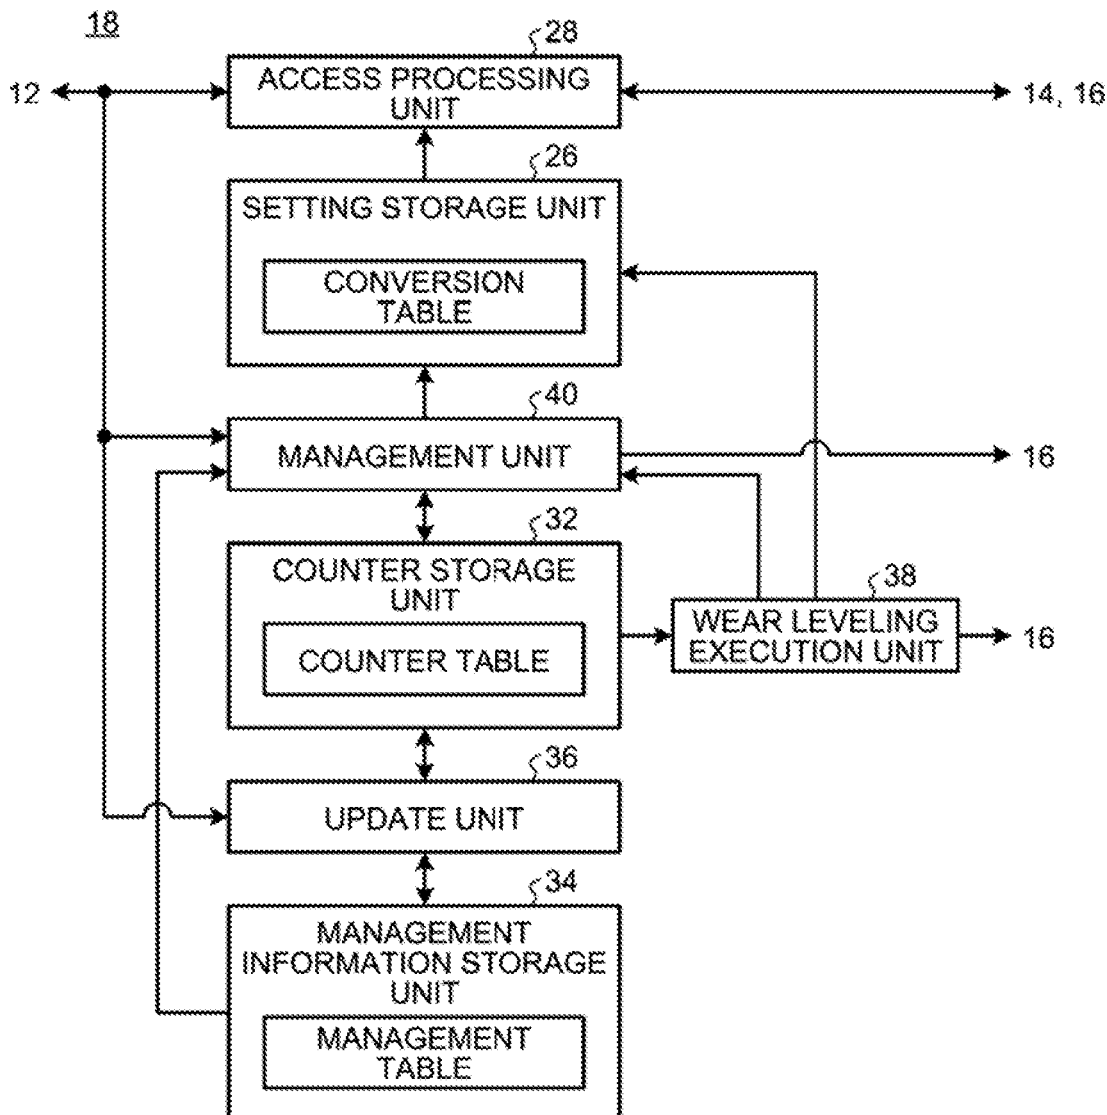 18
28
ACCESS PROCESSING
UNIT
12
14, 16
26
SETTING STORAGE UNIT
CONVERSION
TABLE
40
MANAGEMENT UNIT
16
32
COUNTER STORAGE
UNIT
COUNTER TABLE
38
WEAR LEVELING
EXECUTION UNIT
16
36
UPDATE UNIT
34
MANAGEMENT
INFORMATION STORAGE
UNIT
MANAGEMENT
TABLE